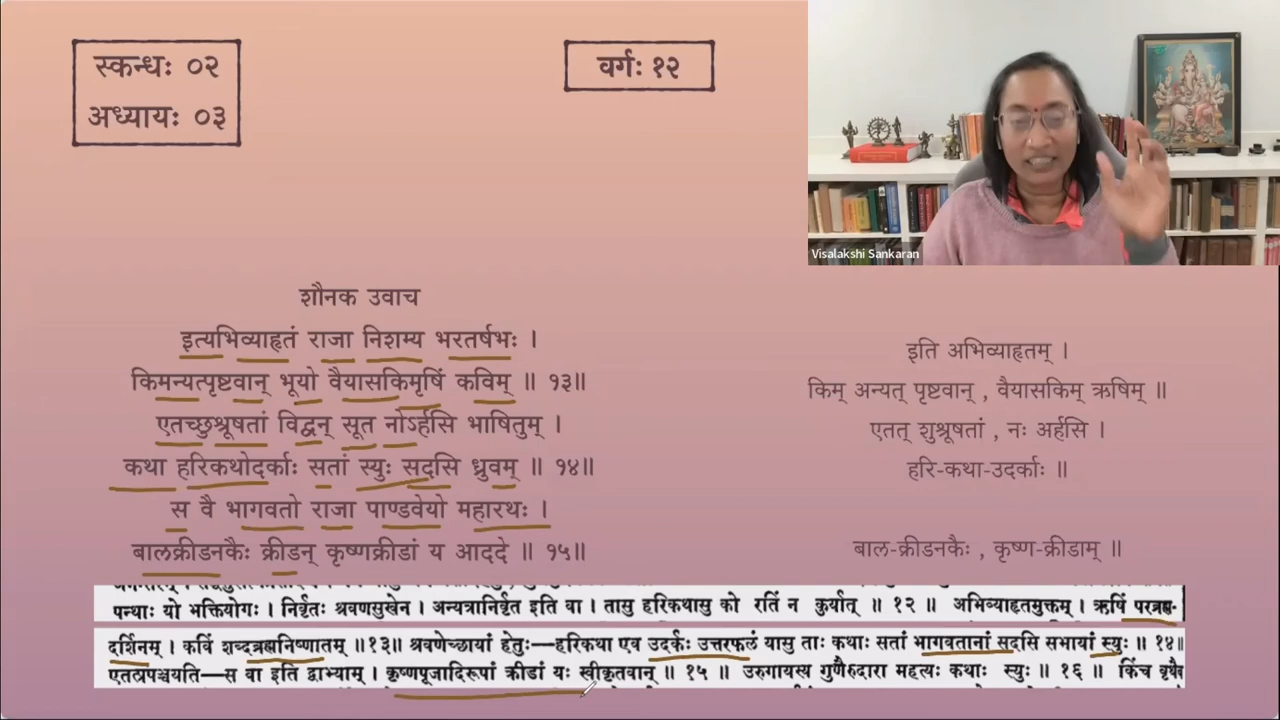 स्कन्धः ०२
अध्यायः ०३
वर्गः १२
Visalakshi Sankaran
शौनक उवाच
इत्यभिव्याहृतं राजा निशम्य भरतर्षभः ।
किमन्यत्पृष्टवान् भूयो वैयासकिमृषिं कविम् ॥ १३॥
एतच्छुश्रूषतां विद्वन् सूत नोऽर्हसि भाषितुम् ।
कथा हरिकथोदर्काः सतां स्युः सदसि ध्रुवम् ॥ १४॥
स वै भागवतो राजा पाण्डवेयो महारथः ।
बालक्रीडनकैः क्रीडन् कृष्णक्रीडां य आददे ॥ १५॥
इति अभिव्याहृतम् ।
किम् अन्यत् पृष्टवान् , वैयासकिम् ऋषिम् ॥
एतत् शुश्रूषतां , नः अर्हसि ।
हरि-कथा-उदर्काः ॥
बाल-क्रीडनकैः , कृष्ण-क्रीडाम् ॥
पन्थाः यो भक्तियोगः । निर्वृतः श्रवणसुखेन । अन्यत्रानिर्वृत इति वा । तासु हरिकथासु को रतिं न कुर्यात् ॥ १२ ॥ अभिव्याहृतमुक्तम् । ऋषिं परब्रह्म-
दर्शिनम् । कविं शब्दब्रह्मनिष्णातम् ॥१३॥ श्रवणेच्छायां हेतुः—हरिकथा एव उदर्कः उत्तरफलं यासु ताः कथाः सतां भागवतानां सदसि सभायां स्युः ॥ १४॥
एतत्प्रपञ्चयति—स वा इति द्वाभ्याम् । कृष्णपूजादिरूपां क्रीडां यः स्वीकृतवान् ॥ १५ ॥ उरुगायस्य गुणैरुदारा महत्यः कथाः स्युः ॥ १६ ॥ किंच